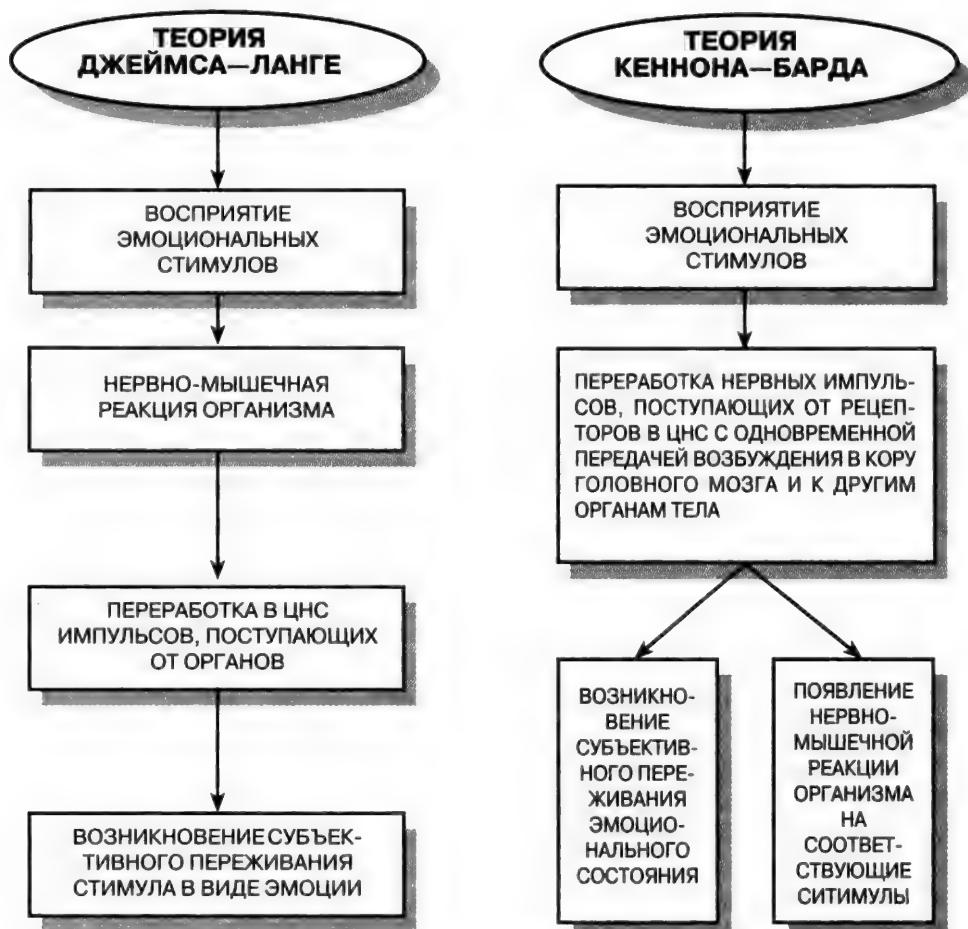 ТЕОРИЯ
ДЖЕЙМСА—ЛАНГЕ
ВОСПРИЯТИЕ
ЭМОЦИОНАЛЬНЫХ
СТИМУЛОВ
НЕРВНО-МЫШЕЧНАЯ
РЕАКЦИЯ ОРГАНИЗМА
ПЕРЕРАБОТКА В ЦНС
ИМПУЛЬСОВ, ПОСТУПАЮЩИХ
ОТ ОРГАНОВ
ВОЗНИКНОВЕНИЕ СУБЪЕК-
ТИВНОГО ПЕРЕЖИВАНИЯ
СТИМУЛА В ВИДЕ ЭМОЦИИ
ТЕОРИЯ
КЕННОНА—БАРДА
ВОСПРИЯТИЕ
ЭМОЦИОНАЛЬНЫХ
СТИМУЛОВ
ПЕРЕРАБОТКА НЕРВНЫХ ИМПУЛЬ-
СОВ, ПОСТУПАЮЩИХ ОТ РЕЦЕП-
ТОРОВ В ЦНС С ОДНОВРЕМЕННОЙ
ПЕРЕДАЧЕЙ ВОЗБУЖДЕНИЯ В КОРУ
ГОЛОВНОГО МОЗГА И К ДРУГИМ
ОРГАНАМ ТЕЛА
ВОЗНИКНО-
ВЕНИЕ
СУБЪЕКТИВ-
НОГО ПЕРЕ-
ЖИВАНИЯ
ЭМОЦИО-
НАЛЬНОГО
СОСТОЯНИЯ
ПОЯВЛЕНИЕ
НЕРВНО-
МЫШЕЧНОЙ
РЕАКЦИИ
ОРГАНИЗМА
НА
СООТВЕТ-
СТВУЮЩИЕ
СИТИМУЛЫ